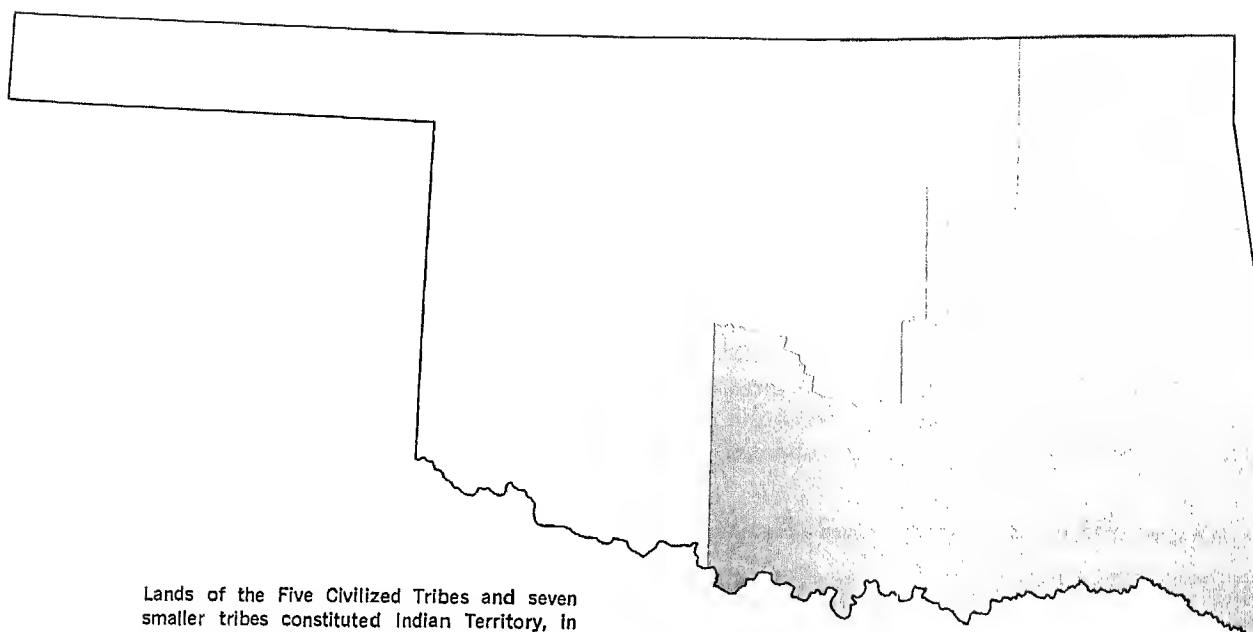 Lands of the Five Civilized Tribes and seven
smaller tribes constituted Indian Territory, in